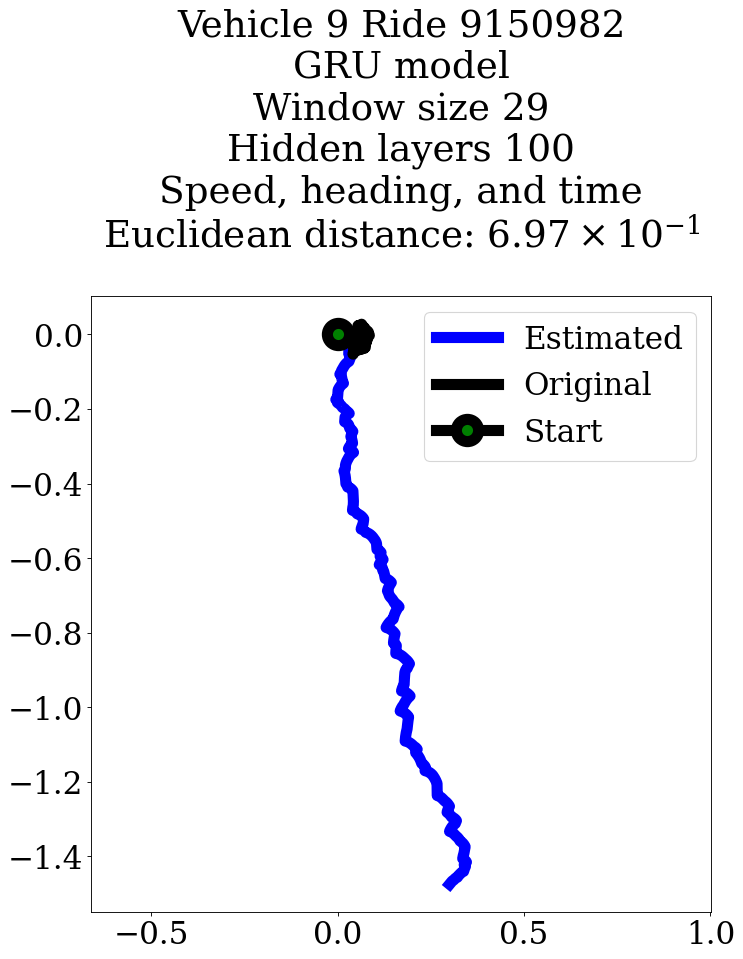 Vehicle 9 Ride 9150982
GRU model
Window size 29
Hidden layers 100
Speed, heading, and time
Euclidean distance: 6.97 × 10⁻¹
Estimated
Original
Start
0.0
−0.2
−0.4
−0.6
−0.8
−1.0
−1.2
−1.4
−0.5 0.0 0.5 1.0